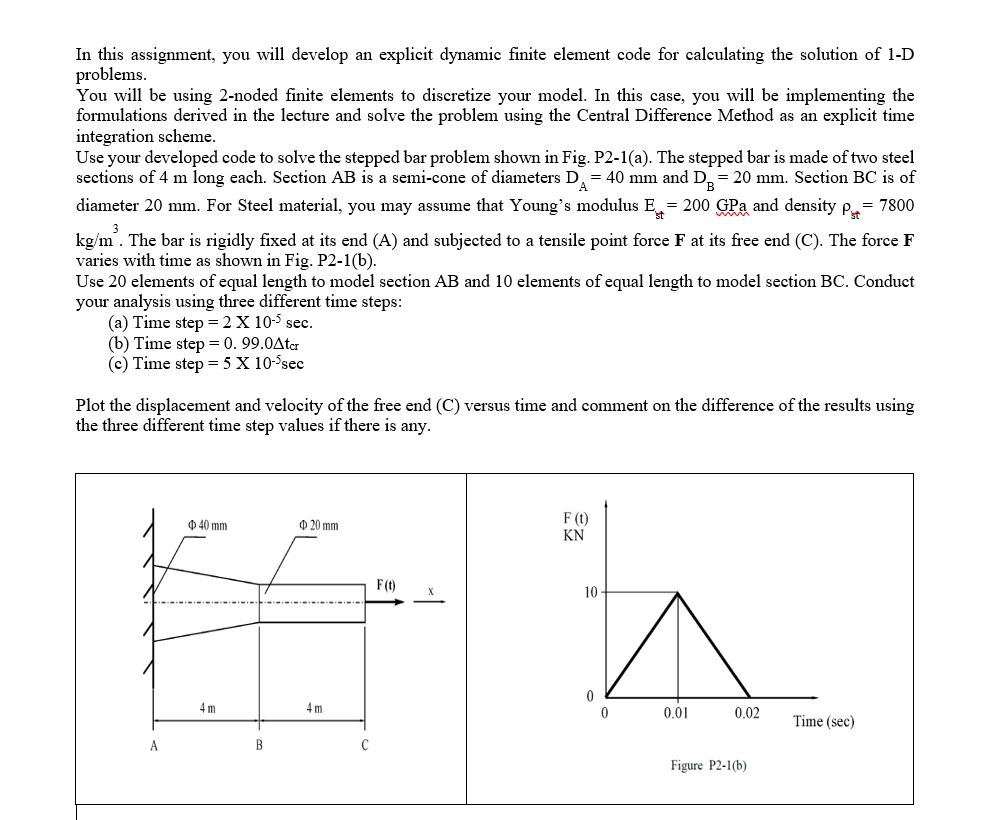 In this assignment, you will develop an explicit dynamic finite element code for calculating the solution of 1-D
problems.
You will be using 2-noded finite elements to discretize your model. In this case, you will be implementing the
formulations derived in the lecture and solve the problem using the Central Difference Method as an explicit time
integration scheme.
Use your developed code to solve the stepped bar problem shown in Fig. P2-1(a). The stepped bar is made of two steel
sections of 4 m long each. Section AB is a semi-cone of diameters D_A = 40 mm and D_B = 20 mm. Section BC is of
diameter 20 mm. For Steel material, you may assume that Young's modulus E_st = 200 GPa and density ρ_st = 7800
kg/m³. The bar is rigidly fixed at its end (A) and subjected to a tensile point force F at its free end (C). The force F
varies with time as shown in Fig. P2-1(b).
Use 20 elements of equal length to model section AB and 10 elements of equal length to model section BC. Conduct
your analysis using three different time steps:
(a) Time step = 2 X 10⁻⁵ sec.
(b) Time step = 0. 99.0Δtcr
(c) Time step = 5 X 10⁻⁵sec
Plot the displacement and velocity of the free end (C) versus time and comment on the difference of the results using
the three different time step values if there is any.
Φ 40 mm
Φ 20 mm
F(t)
X
4 m
4 m
A
B
C
F (t)
KN
10
0
0
0.01
0.02
Time (sec)
Figure P2-1(b)